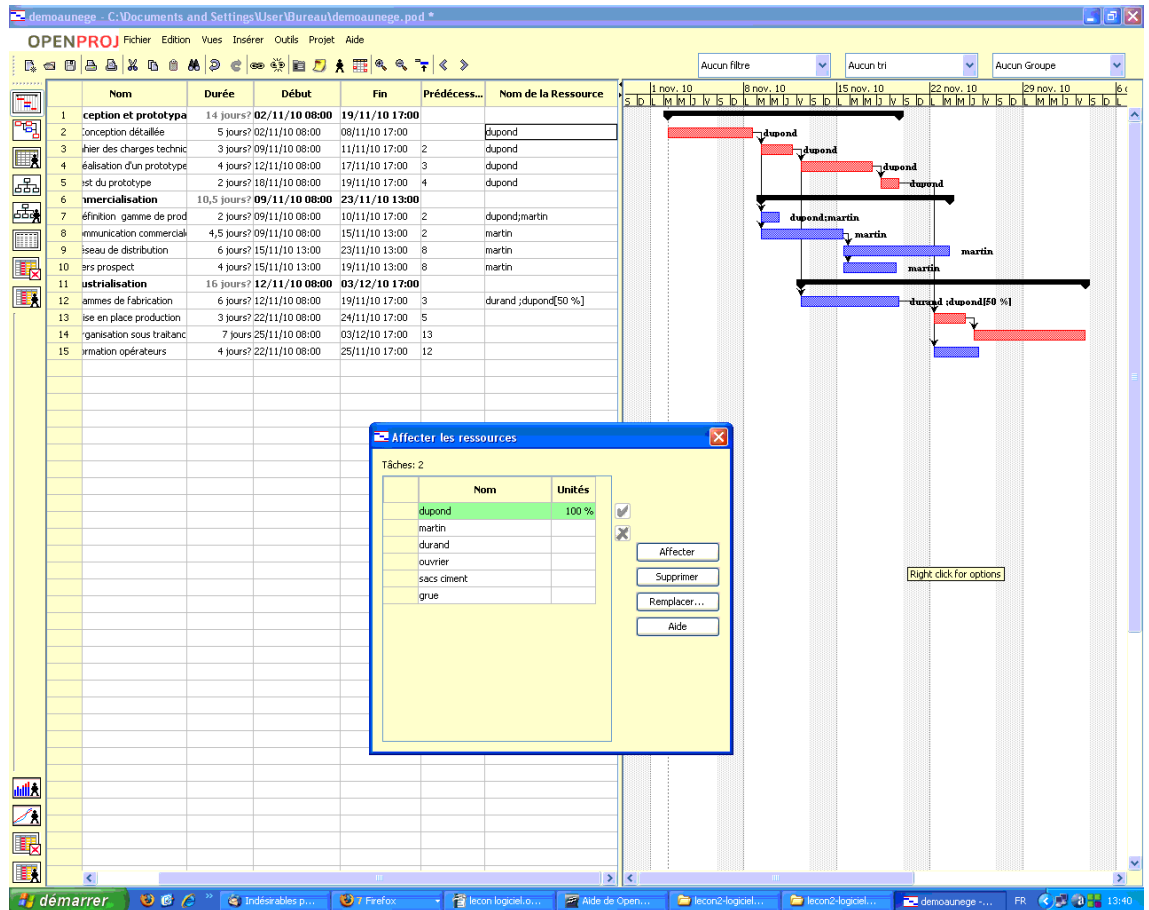 demoaunege - C:\Documents and Settings\User\Bureau\demoaunege.pod *
OPENPROJ Fichier Edition Vues Insérer Outils Projet Aide
Aucun filtre Aucun tri Aucun Groupe
Nom Durée Début Fin Prédécess... Nom de la Ressource
1 nov. 10 8 nov. 10 15 nov. 10 22 nov. 10 29 nov. 10
S D L M M J V S D L M M J V S D L M M J V S D L M M J V S D L M M J V S D L
1 ception et prototypa 14 jours? 02/11/10 08:00 19/11/10 17:00
2 Conception détaillée 5 jours? 02/11/10 08:00 08/11/10 17:00 dupond
dupond
3 hier des charges technic 3 jours? 09/11/10 08:00 11/11/10 17:00 2 dupond
dupond
4 éalisation d'un prototype 4 jours? 12/11/10 08:00 17/11/10 17:00 3 dupond
dupond
5 est du prototype 2 jours? 18/11/10 08:00 19/11/10 17:00 4 dupond
dupond
6 mmercialisation 10,5 jours? 09/11/10 08:00 23/11/10 13:00
7 éfinition gamme de prod 2 jours? 09/11/10 08:00 10/11/10 17:00 2 dupond;martin
dupond;martin
8 ommunication commercial 4,5 jours? 09/11/10 08:00 15/11/10 13:00 2 martin
martin
9 éseau de distribution 6 jours? 15/11/10 13:00 23/11/10 13:00 8 martin
martin
10 ers prospect 4 jours? 15/11/10 13:00 19/11/10 13:00 8 martin
martin
11 ustrialisation 16 jours? 12/11/10 08:00 03/12/10 17:00
12 ammes de fabrication 6 jours? 12/11/10 08:00 19/11/10 17:00 3 durand ;dupond[50 %]
durand ;dupond[50 %]
13 ise en place production 3 jours? 22/11/10 08:00 24/11/10 17:00 5
14 rganisation sous traitanc 7 jours 25/11/10 08:00 03/12/10 17:00 13
15 ormation opérateurs 4 jours? 22/11/10 08:00 25/11/10 17:00 12
Affecter les ressources
Tâches: 2
Nom Unités
dupond 100 %
martin
durand
ouvrier
sacs ciment
grue
Affecter
Supprimer
Remplacer...
Aide
Right click for options
démarrer Indésirables p... 7 Firefox lecon logiciel.o... Aide de Open... lecon2-logiciel... lecon2-logiciel... demoaunege -... FR 13:40